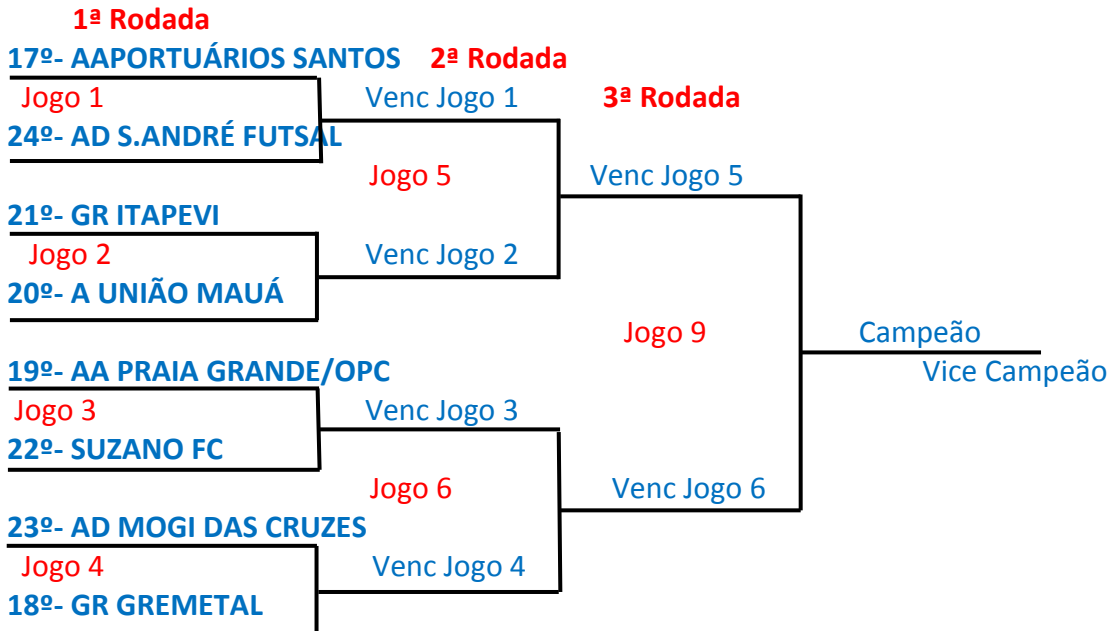 1ª Rodada
17º- AAPORTUÁRIOS SANTOS 2ª Rodada
Jogo 1 Venc Jogo 1 3ª Rodada
24º- AD S.ANDRÉ FUTSAL
Jogo 5 Venc Jogo 5
21º- GR ITAPEVI
Jogo 2 Venc Jogo 2
20º- A UNIÃO MAUÁ
Jogo 9 Campeão
19º- AA PRAIA GRANDE/OPC Vice Campeão
Jogo 3 Venc Jogo 3
22º- SUZANO FC
Jogo 6 Venc Jogo 6
23º- AD MOGI DAS CRUZES
Jogo 4 Venc Jogo 4
18º- GR GREMETAL